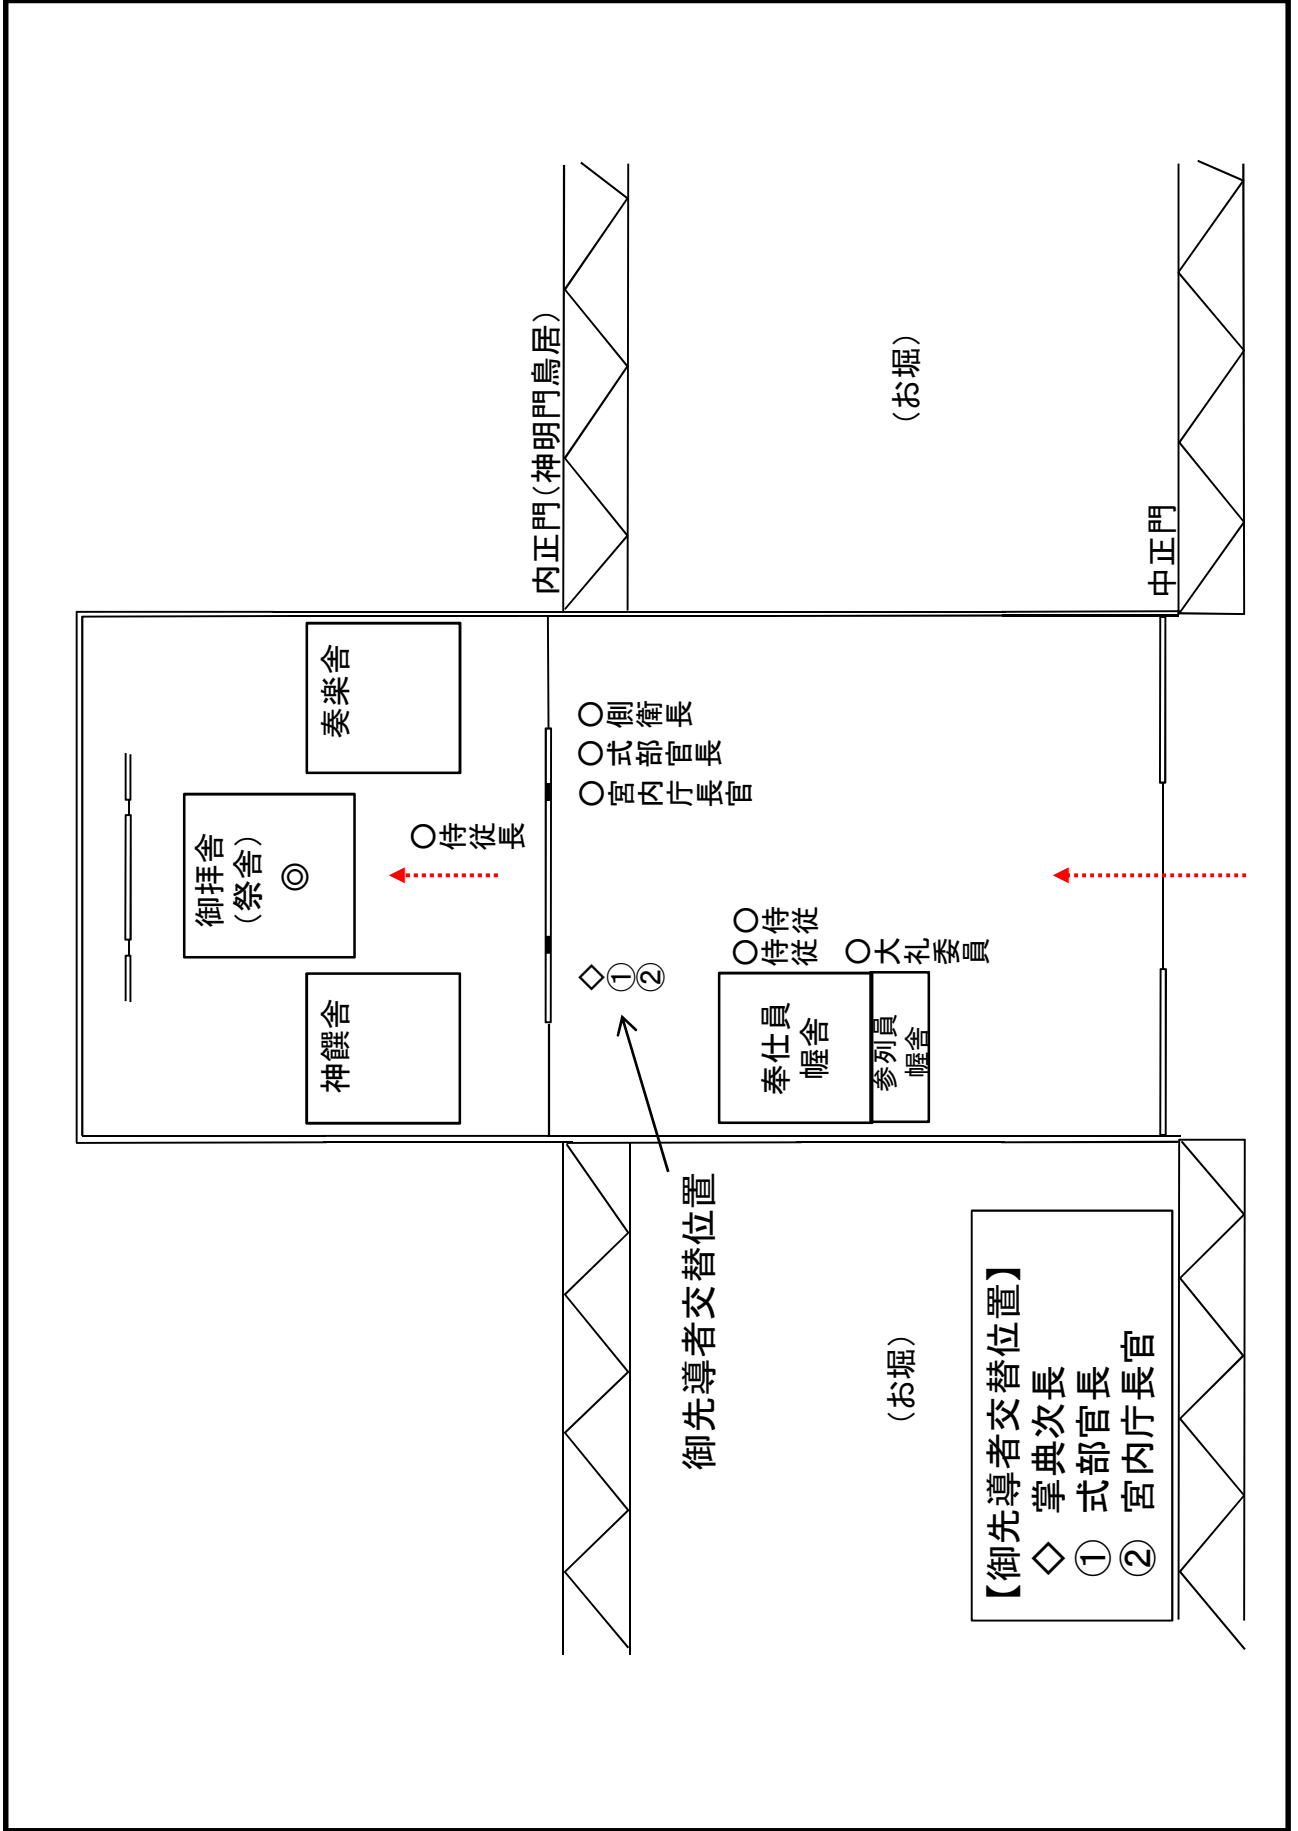 内正門（神明門鳥居）
（お堀）
中正門
奏楽舎
御拝舎
（祭舎）
◎
神饌舎
○侍従長
○側衛長
○式部官長
○宮内庁長官
◇①②
○侍従
○侍従
○大礼委員
奉仕員
幄舎
参列員
幄舎
御先導者交替位置
（お堀）
【御先導者交替位置】
◇ 掌典次長
① 式部官長
② 宮内庁長官